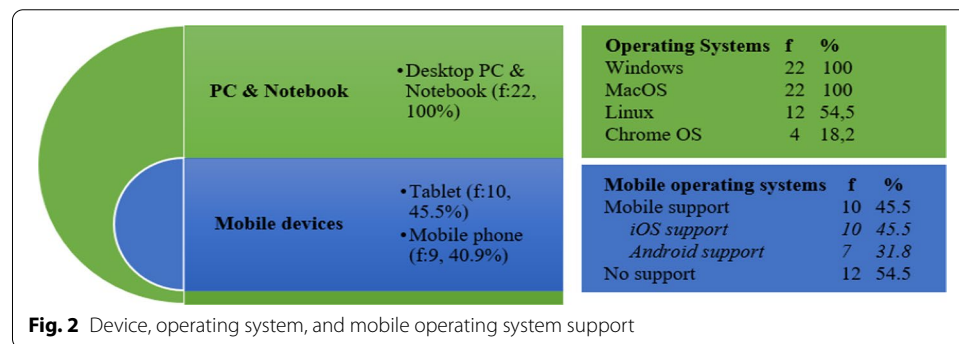 PC & Notebook
•Desktop PC &
Notebook (f:22,
100%)
Mobile devices
•Tablet (f:10,
45.5%)
•Mobile phone
(f:9, 40.9%)
Operating Systems f %
Windows 22 100
MacOS 22 100
Linux 12 54,5
Chrome OS 4 18,2
Mobile operating systems f %
Mobile support 10 45.5
iOS support 10 45.5
Android support 7 31.8
No support 12 54.5
Fig. 2 Device, operating system, and mobile operating system support